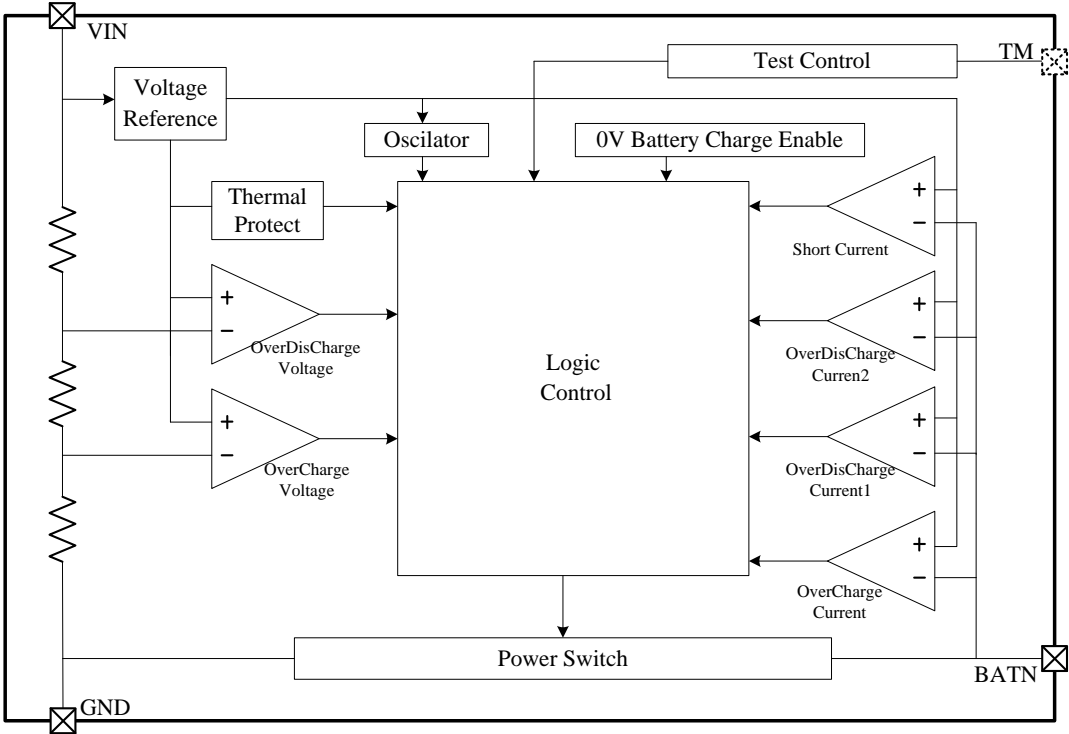 VIN
TM
Test Control
Voltage
Reference
Oscilator
0V Battery Charge Enable
Thermal
Protect
+
−
Short Current
+
−
OverDisCharge
Voltage
+
−
OverDisCharge
Curren2
Logic
Control
+
−
OverCharge
Voltage
+
−
OverDisCharge
Current1
+
−
OverCharge
Current
Power Switch
BATN
GND